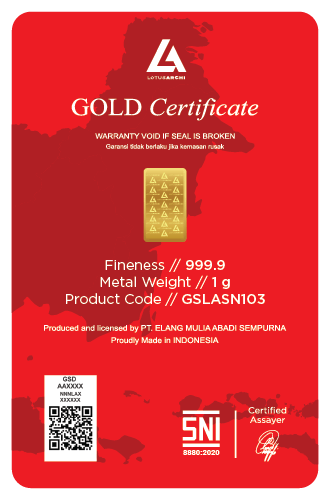 LOTUSARCHI
GOLD Certificate
WARRANTY VOID IF SEAL IS BROKEN
Garansi tidak berlaku jika kemasan rusak
Fineness // 999.9
Metal Weight // 1 g
Product Code // GSLASN103
Produced and licensed by PT. ELANG MULIA ABADI SEMPURNA
Proudly Made in INDONESIA
GSD
AAXXXX
NNNLAX
XXXXXX
SNI
8880:2020
Certified
Assayer